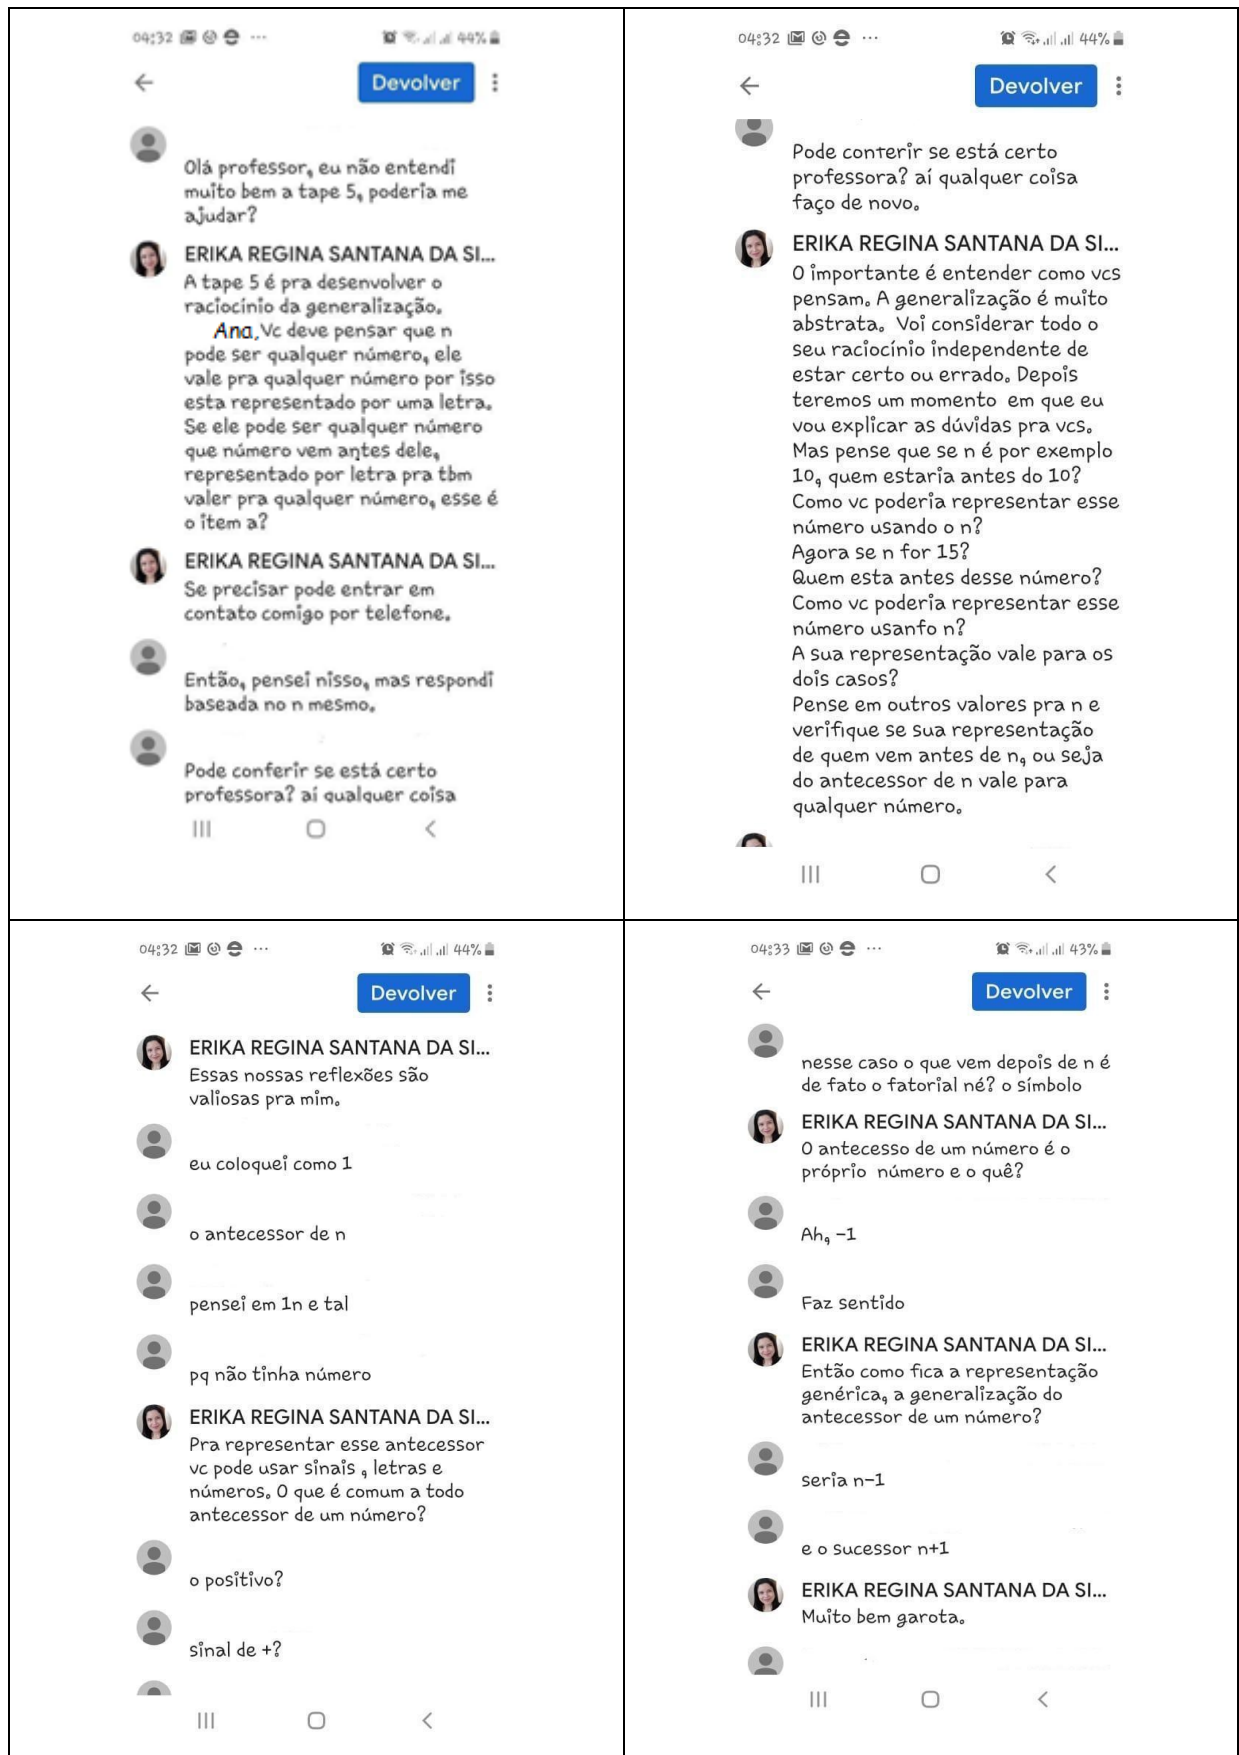 04:32 ... 44%
Devolver
Olá professor, eu não entendi
muito bem a tape 5, poderia me
ajudar?
ERIKA REGINA SANTANA DA SI...
A tape 5 é pra desenvolver o
raciocínio da generalização.
Ana, Vc deve pensar que n
pode ser qualquer número, ele
vale pra qualquer número por isso
esta representado por uma letra.
Se ele pode ser qualquer número
que número vem antes dele,
representado por letra pra tbm
valer pra qualquer número, esse é
o item a?
ERIKA REGINA SANTANA DA SI...
Se precisar pode entrar em
contato comigo por telefone.
Então, pensei nisso, mas respondi
baseada no n mesmo.
Pode conferir se está certo
professora? aí qualquer coisa
04:32 ... 44%
Devolver
Pode conferir se está certo
professora? aí qualquer coisa
faço de novo.
ERIKA REGINA SANTANA DA SI...
O importante é entender como vcs
pensam. A generalização é muito
abstrata. Voi considerar todo o
seu raciocínio independente de
estar certo ou errado. Depois
teremos um momento em que eu
vou explicar as dúvidas pra vcs.
Mas pense que se n é por exemplo
10, quem estaria antes do 10?
Como vc poderia representar esse
número usando o n?
Agora se n for 15?
Quem esta antes desse número?
Como vc poderia representar esse
número usanfo n?
A sua representação vale para os
dois casos?
Pense em outros valores pra n e
verifique se sua representação
de quem vem antes de n, ou seja
do antecessor de n vale para
qualquer número.
04:32 ... 44%
Devolver
ERIKA REGINA SANTANA DA SI...
Essas nossas reflexões são
valiosas pra mim.
eu coloquei como 1
o antecessor de n
pensei em 1n e tal
pq não tinha número
ERIKA REGINA SANTANA DA SI...
Pra representar esse antecessor
vc pode usar sinais , letras e
números. O que é comum a todo
antecessor de um número?
o positivo?
sinal de +?
04:33 ... 43%
Devolver
nesse caso o que vem depois de n é
de fato o fatorial né? o símbolo
ERIKA REGINA SANTANA DA SI...
O antecesso de um número é o
próprio número e o quê?
Ah, -1
Faz sentido
ERIKA REGINA SANTANA DA SI...
Então como fica a representação
genérica, a generalização do
antecessor de um número?
seria n-1
e o sucessor n+1
ERIKA REGINA SANTANA DA SI...
Muito bem garota.